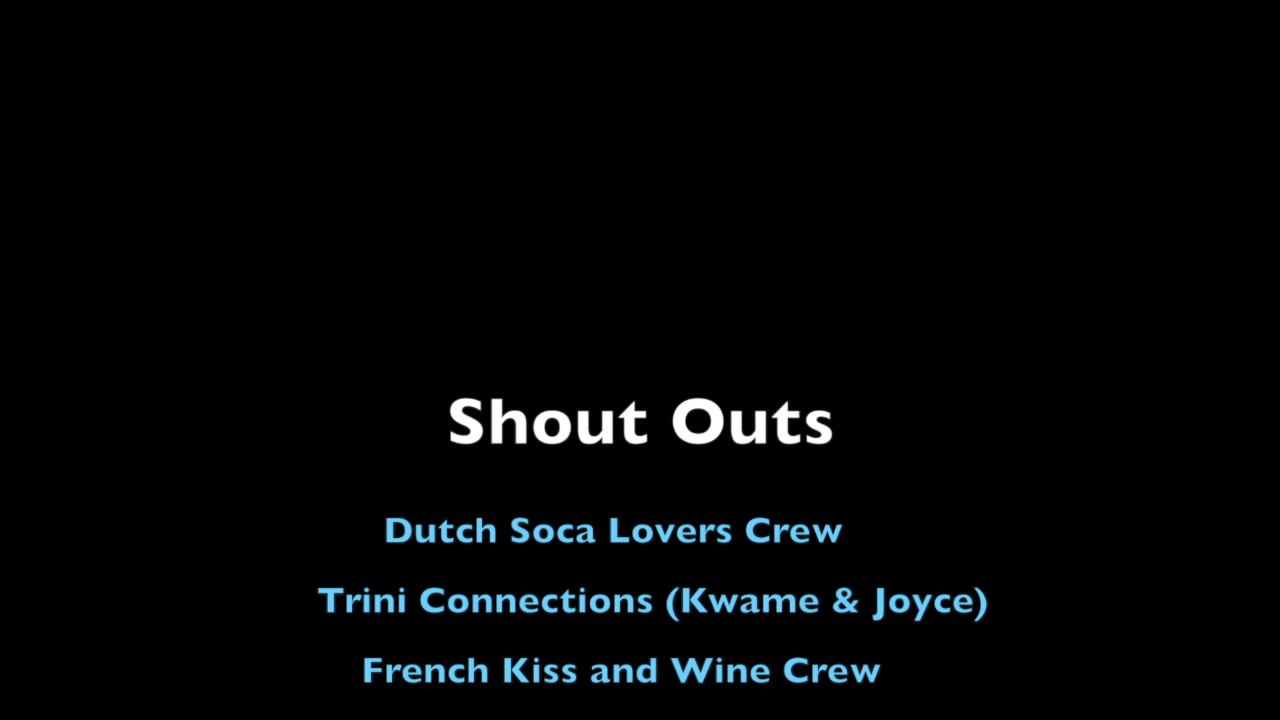 Shout Outs
Dutch Soca Lovers Crew
Trini Connections (Kwame & Joyce)
French Kiss and Wine Crew